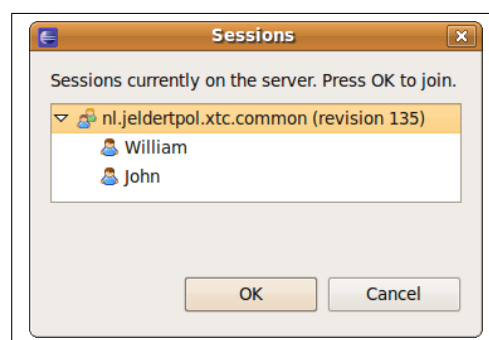 Sessions
Sessions currently on the server. Press OK to join.
nl.jeldertpol.xtc.common (revision 135)
William
John
OK
Cancel